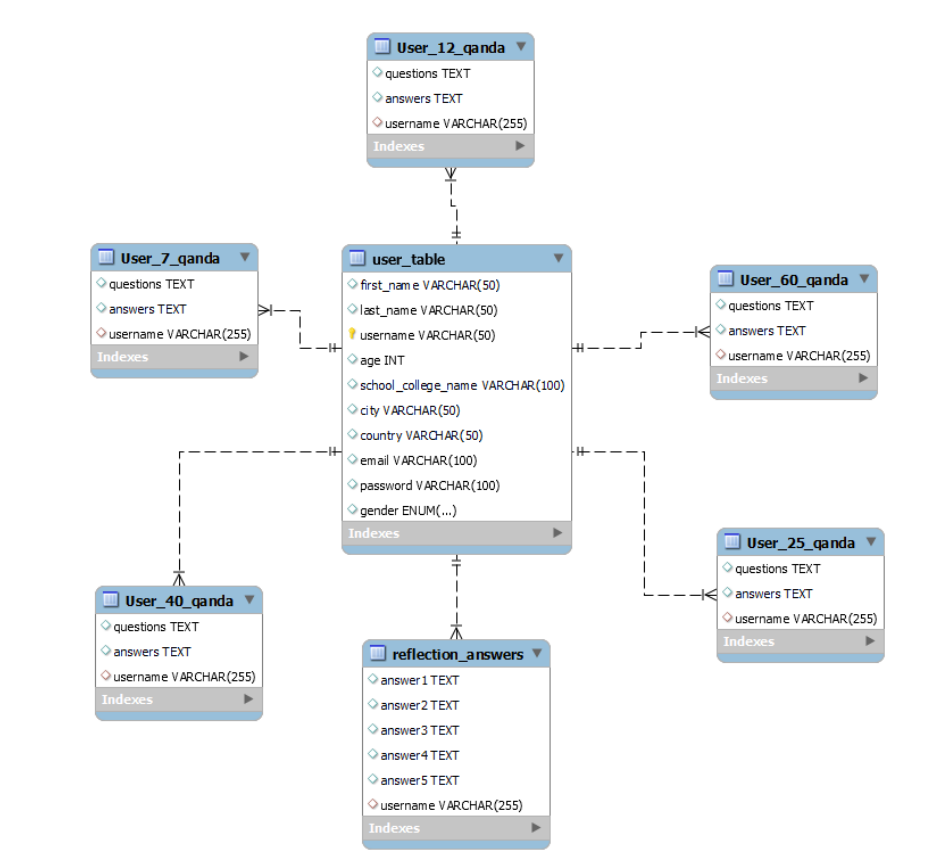 User_12_qanda
questions TEXT
answers TEXT
username VARCHAR(255)
Indexes
User_7_qanda
questions TEXT
answers TEXT
username VARCHAR(255)
Indexes
user_table
first_name VARCHAR(50)
last_name VARCHAR(50)
username VARCHAR(50)
age INT
school_college_name VARCHAR(100)
city VARCHAR(50)
country VARCHAR(50)
email VARCHAR(100)
password VARCHAR(100)
gender ENUM(...)
Indexes
User_60_qanda
questions TEXT
answers TEXT
username VARCHAR(255)
Indexes
User_25_qanda
questions TEXT
answers TEXT
username VARCHAR(255)
Indexes
User_40_qanda
questions TEXT
answers TEXT
username VARCHAR(255)
Indexes
reflection_answers
answer1 TEXT
answer2 TEXT
answer3 TEXT
answer4 TEXT
answer5 TEXT
username VARCHAR(255)
Indexes